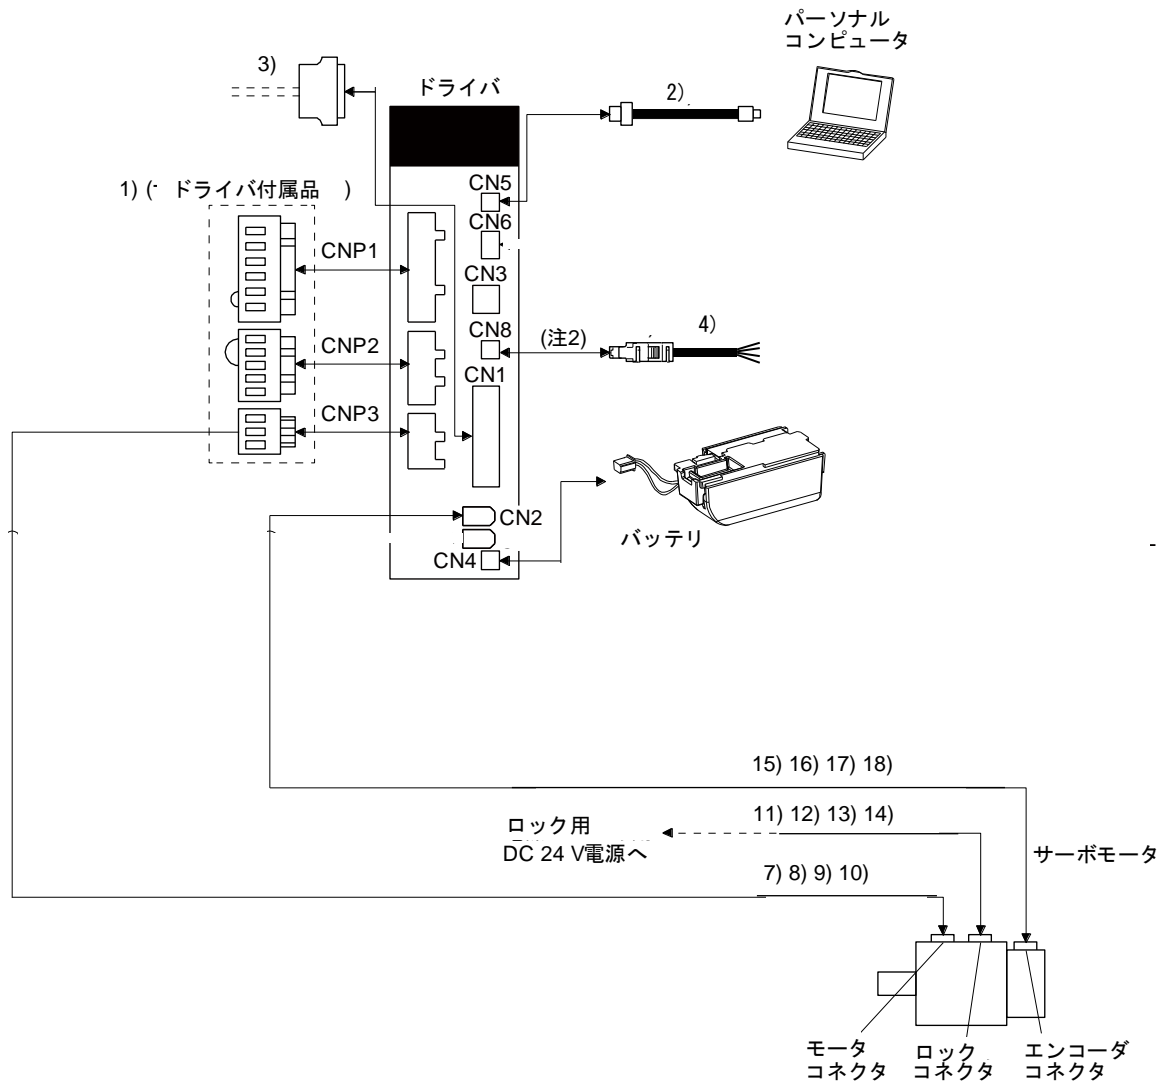 パーソナル
コンピュータ
3)
ドライバ
2)
CN5
1) ( ドライバ付属品 )
CN6
CNP1
CN3
CN8
(注2)
4)
CNP2
CN1
CNP3
CN2
バッテリ
CN4
15) 16) 17) 18)
11) 12) 13) 14)
ロック用
DC 24 V電源へ
サーボモータ
7) 8) 9) 10)
モータ
コネクタ
ロック
コネクタ
エンコーダ
コネクタ